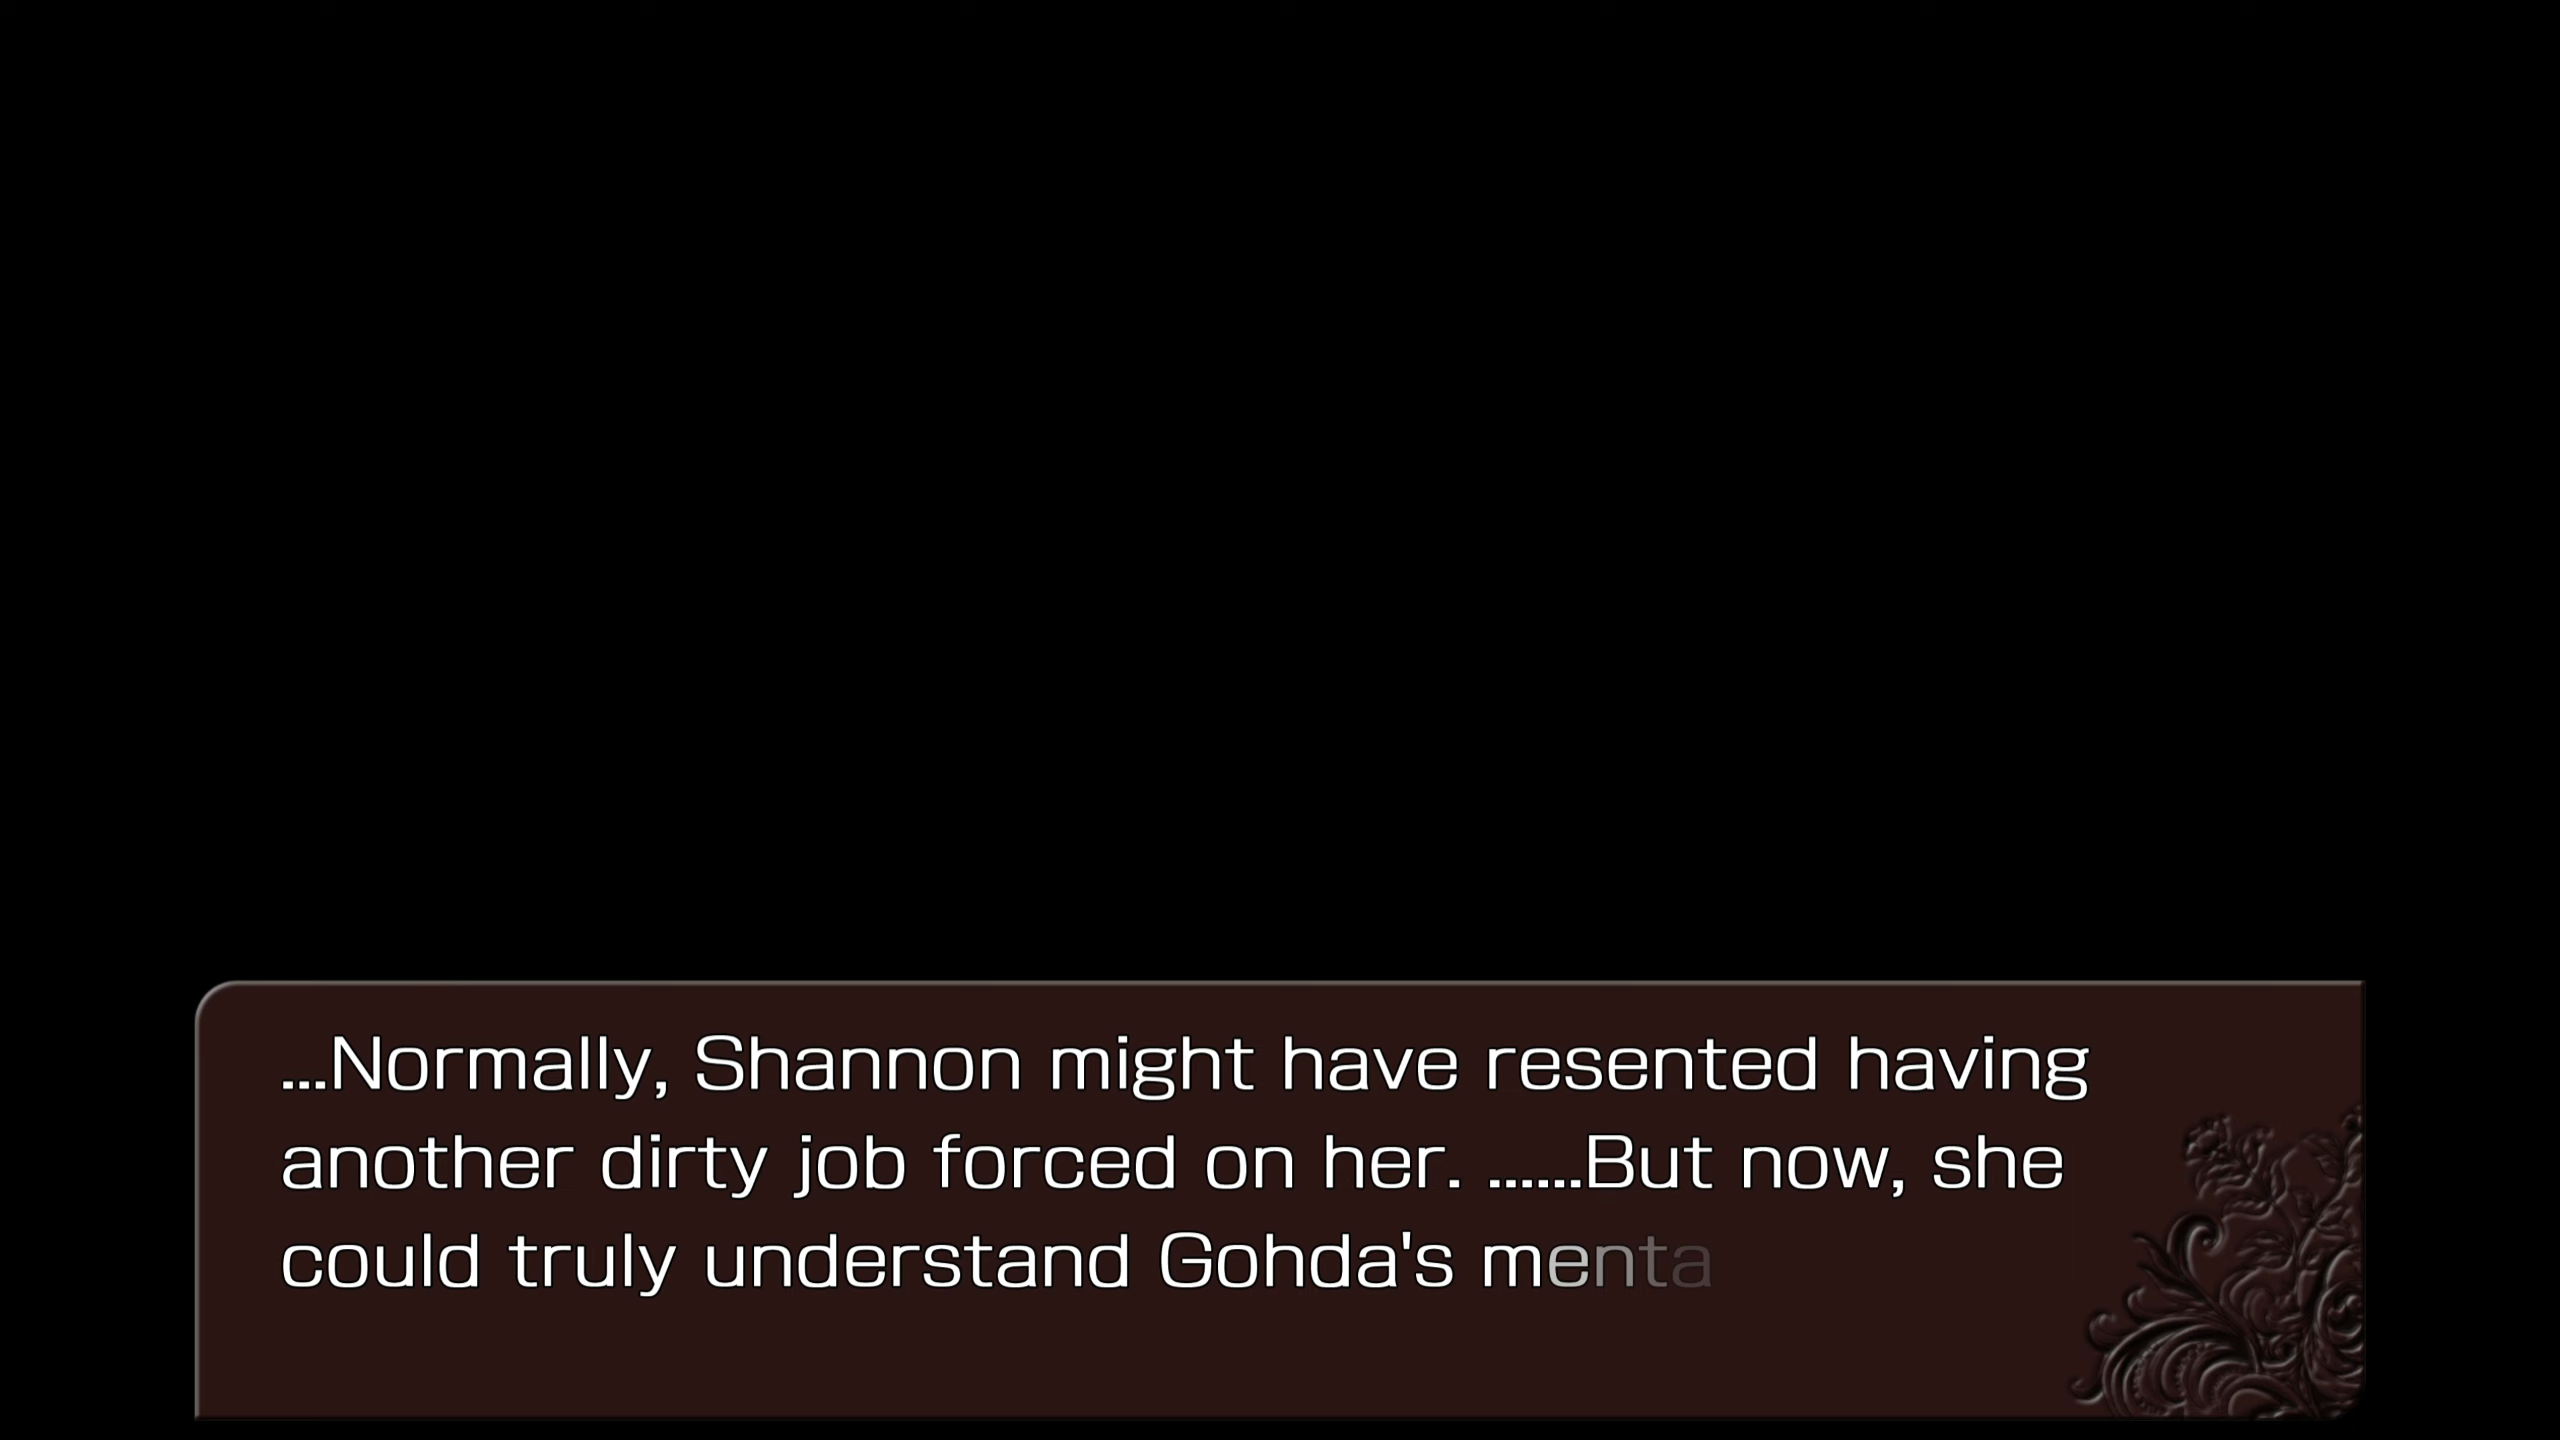 ...Normally, Shannon might have resented having
another dirty job forced on her. ......But now, she
could truly understand Gohda's menta